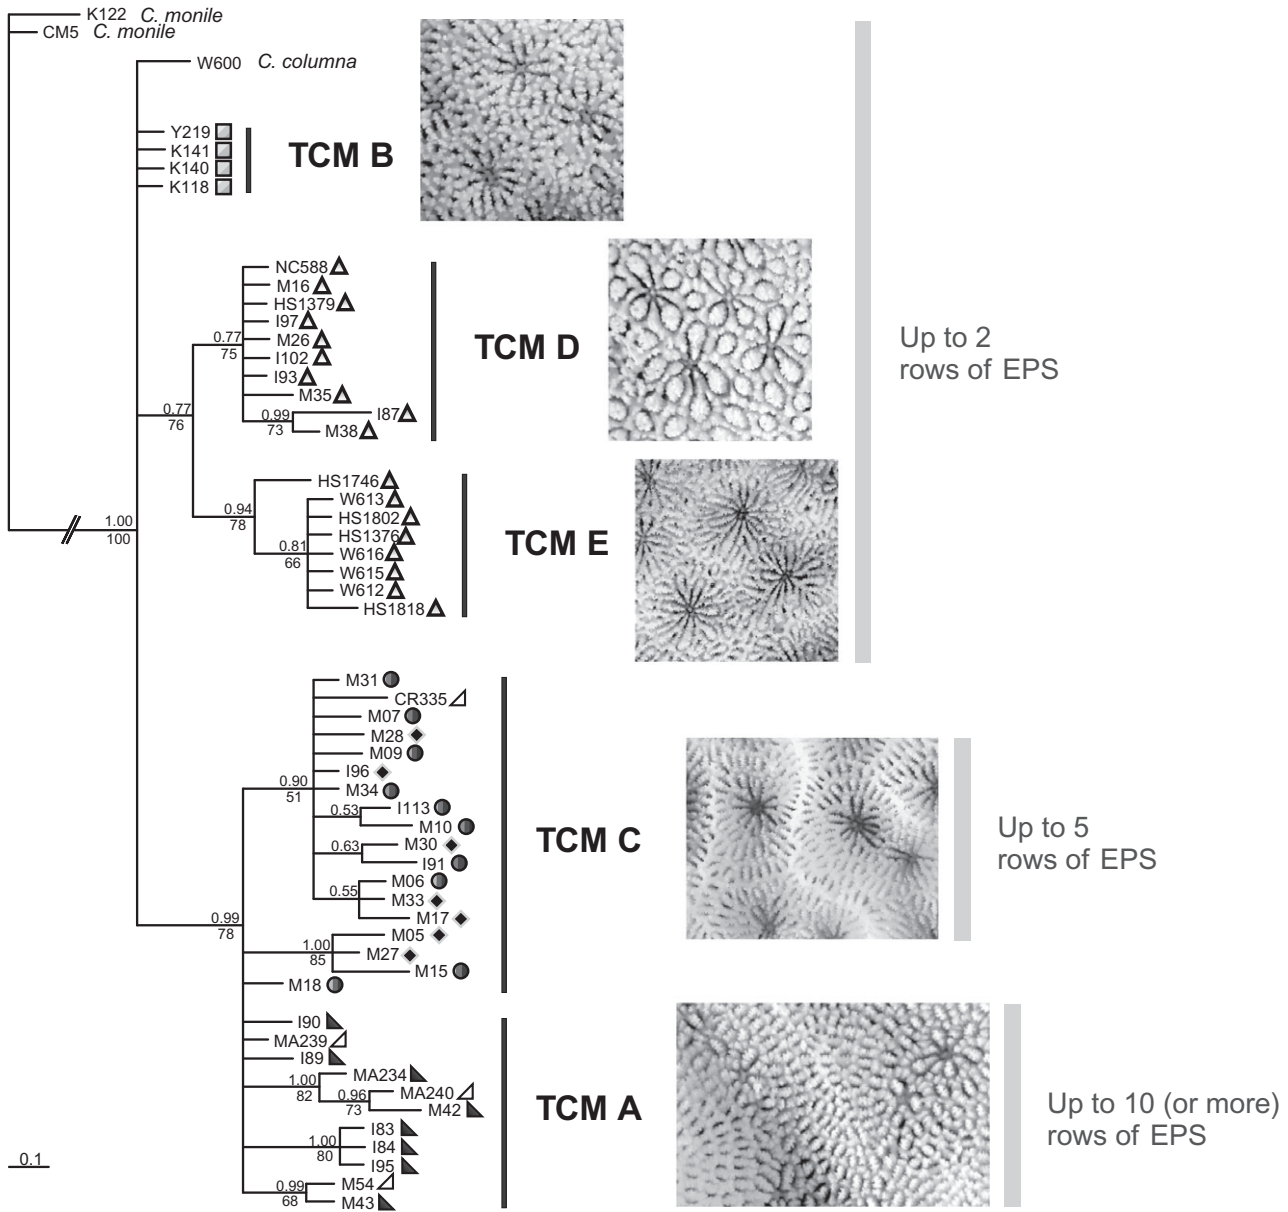 K122 C. monile
CM5 C. monile
W600 C. columna
Y219
K141
K140
K118
TCM B
NC588
M16
HS1379
I97
M26
I102
I93
M35
I87
M38
0.77
75
0.99
73
TCM D
Up to 2
rows of EPS
0.77
76
HS1746
W613
HS1802
HS1376
W616
W615
W612
HS1818
0.94
78
0.81
66
TCM E
1.00
100
M31
CR335
M07
M28
M09
I96
M34
I113
M10
M30
I91
M06
M33
M17
M05
M27
M15
M18
0.90
51
0.53
0.63
0.55
1.00
85
0.99
78
TCM C
Up to 5
rows of EPS
I90
MA239
I89
MA234
MA240
M42
I83
I84
I95
M54
M43
1.00
82
0.96
73
1.00
80
0.99
68
TCM A
Up to 10 (or more)
rows of EPS
0.1